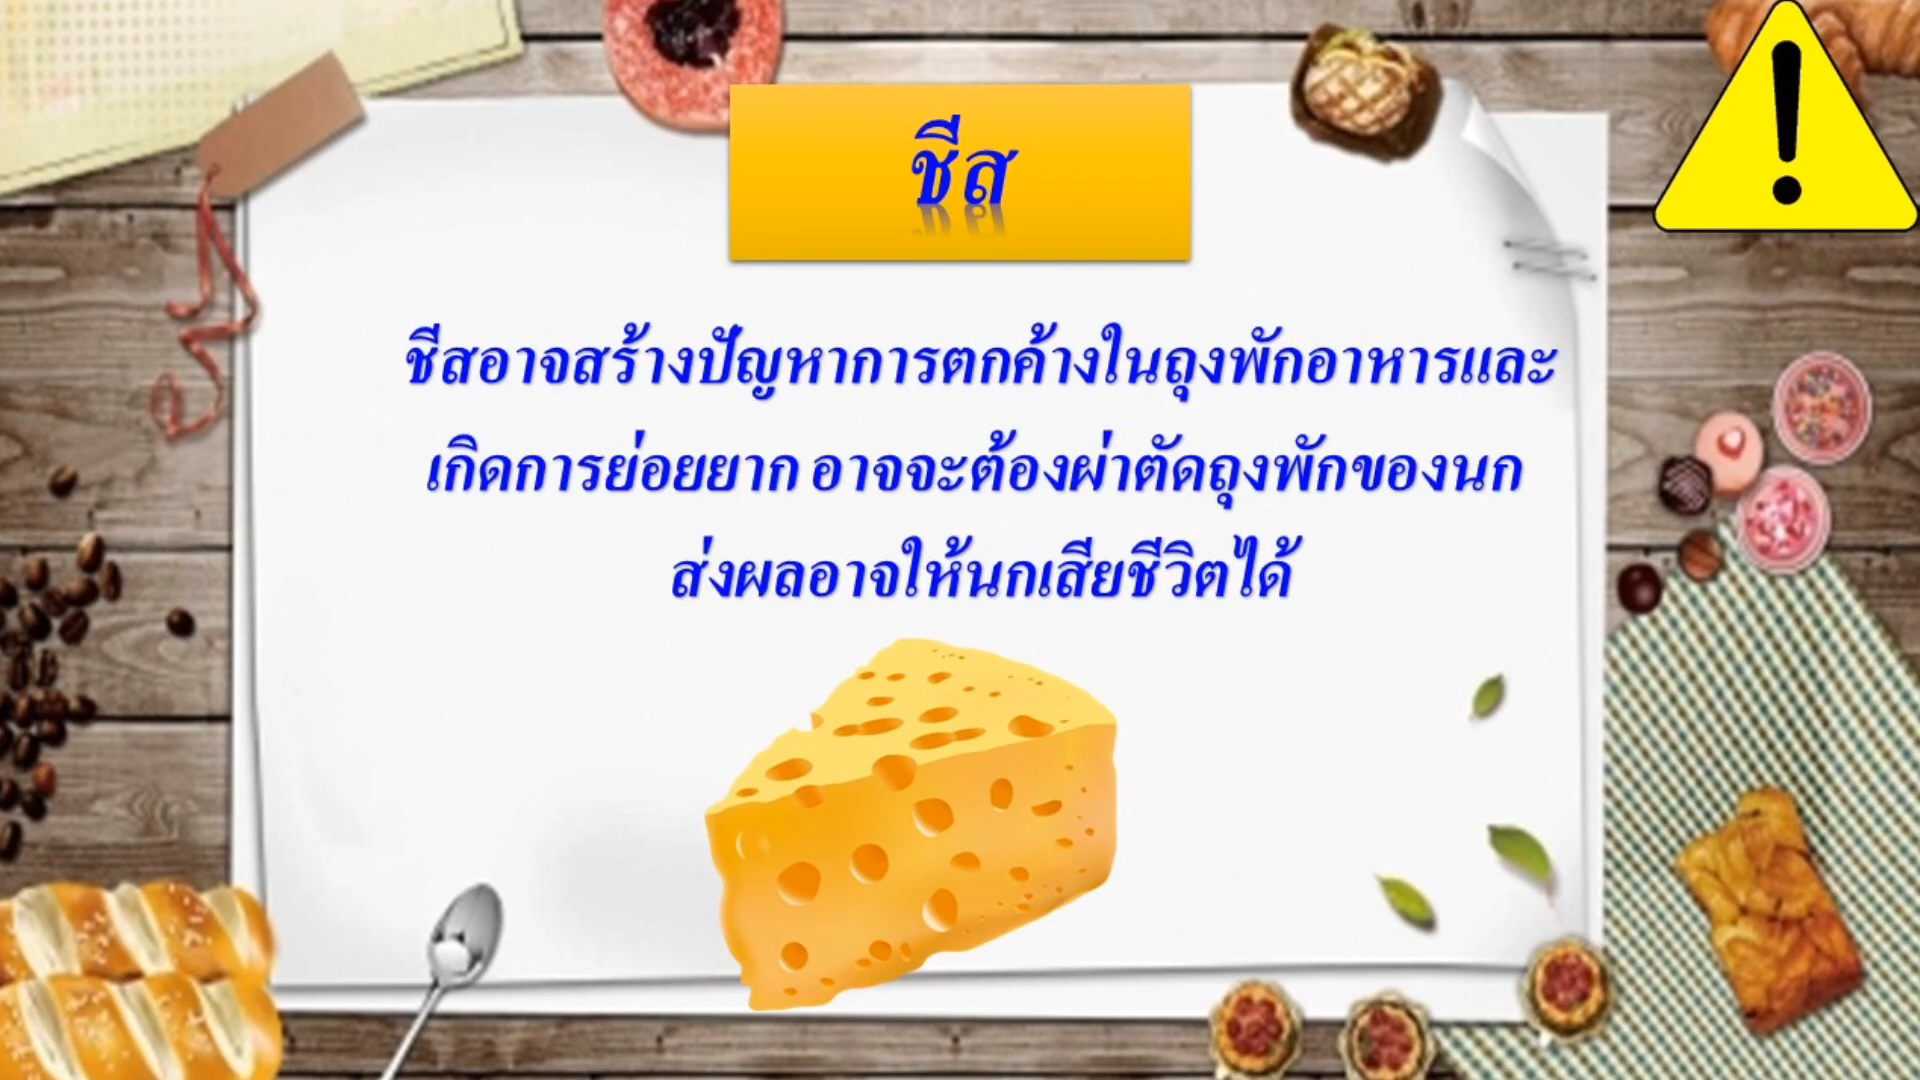 ชีส
ชีสอาจสร้างปัญหาการตกค้างในถุงพักอาหารและ
เกิดการย่อยยาก อาจจะต้องผ่าตัดถุงพักของนก
ส่งผลอาจให้นกเสียชีวิตได้